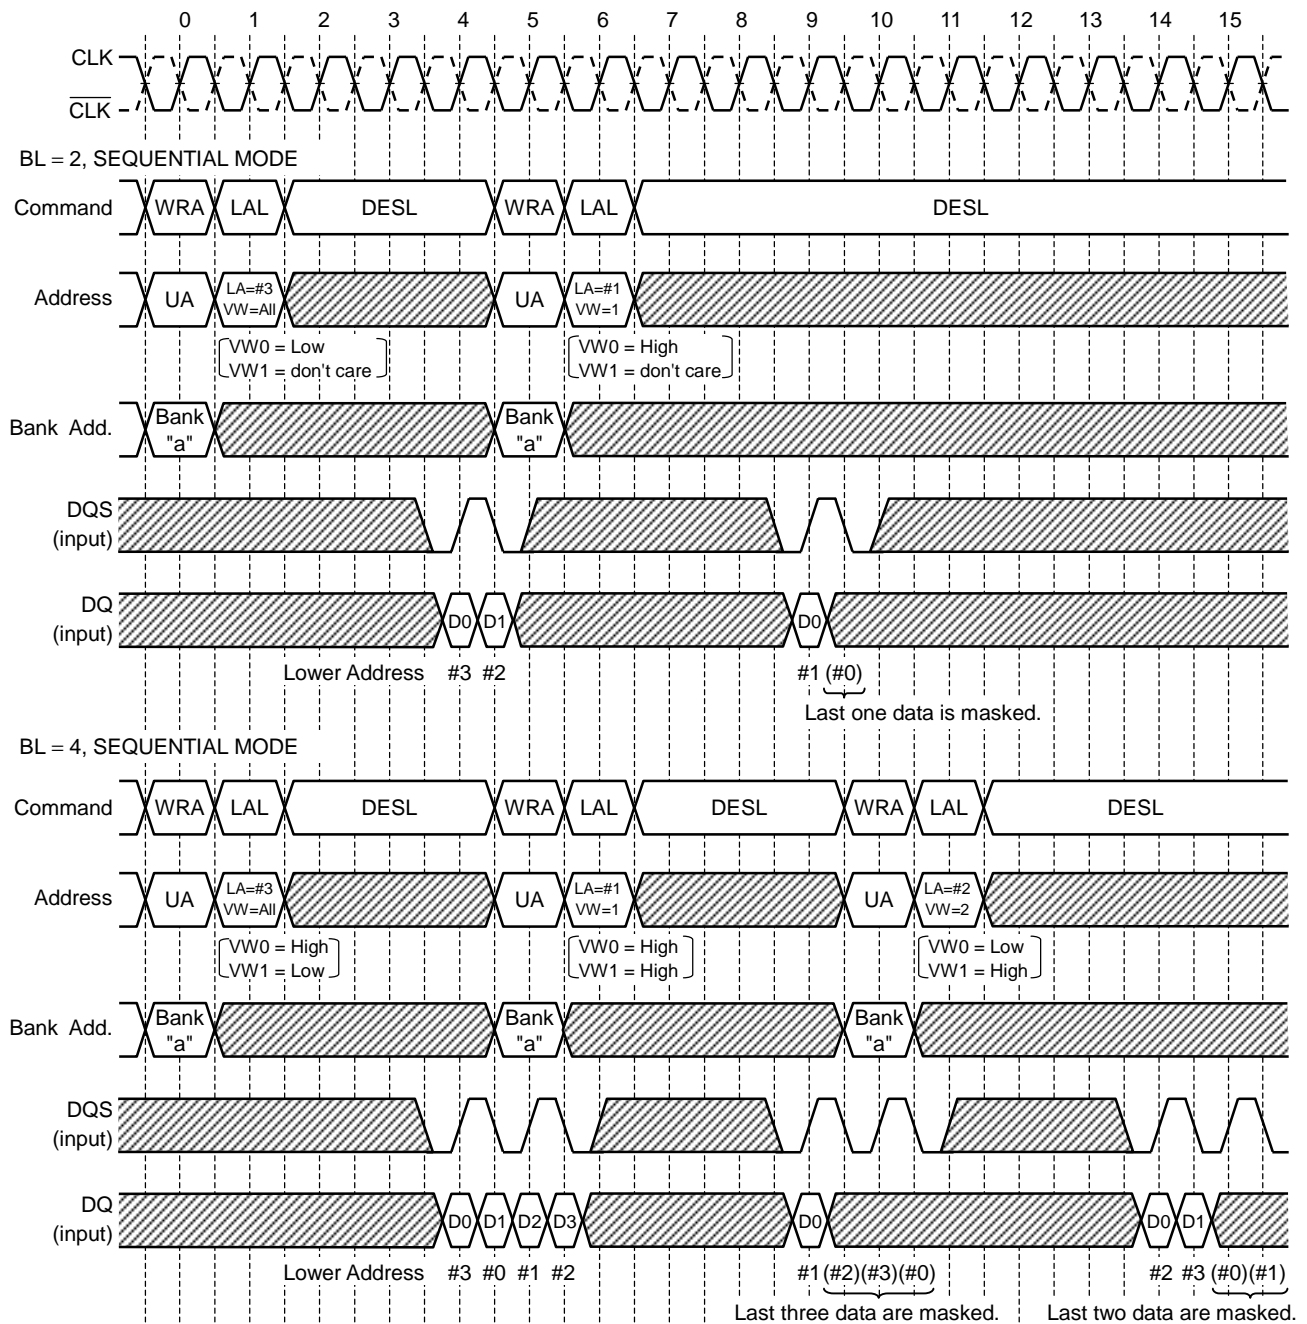 0 1 2 3 4 5 6 7 8 9 10 11 12 13 14 15
CLK
CLK
BL = 2, SEQUENTIAL MODE
Command WRA LAL DESL WRA LAL DESL
Address UA LA=#3 VW=All UA LA=#1 VW=1
VW0 = Low VW0 = High
VW1 = don't care VW1 = don't care
Bank Add. Bank "a" Bank "a"
DQS
(input)
DQ
(input) D0 D1 D0
Lower Address #3 #2 #1 (#0)
Last one data is masked.
BL = 4, SEQUENTIAL MODE
Command WRA LAL DESL WRA LAL DESL WRA LAL DESL
Address UA LA=#3 VW=All UA LA=#1 VW=1 UA LA=#2 VW=2
VW0 = High VW0 = High VW0 = Low
VW1 = Low VW1 = High VW1 = High
Bank Add. Bank "a" Bank "a" Bank "a"
DQS
(input)
DQ
(input) D0 D1 D2 D3 D0 D0 D1
Lower Address #3 #0 #1 #2 #1 (#2)(#3)(#0) #2 #3 (#0)(#1)
Last three data are masked. Last two data are masked.